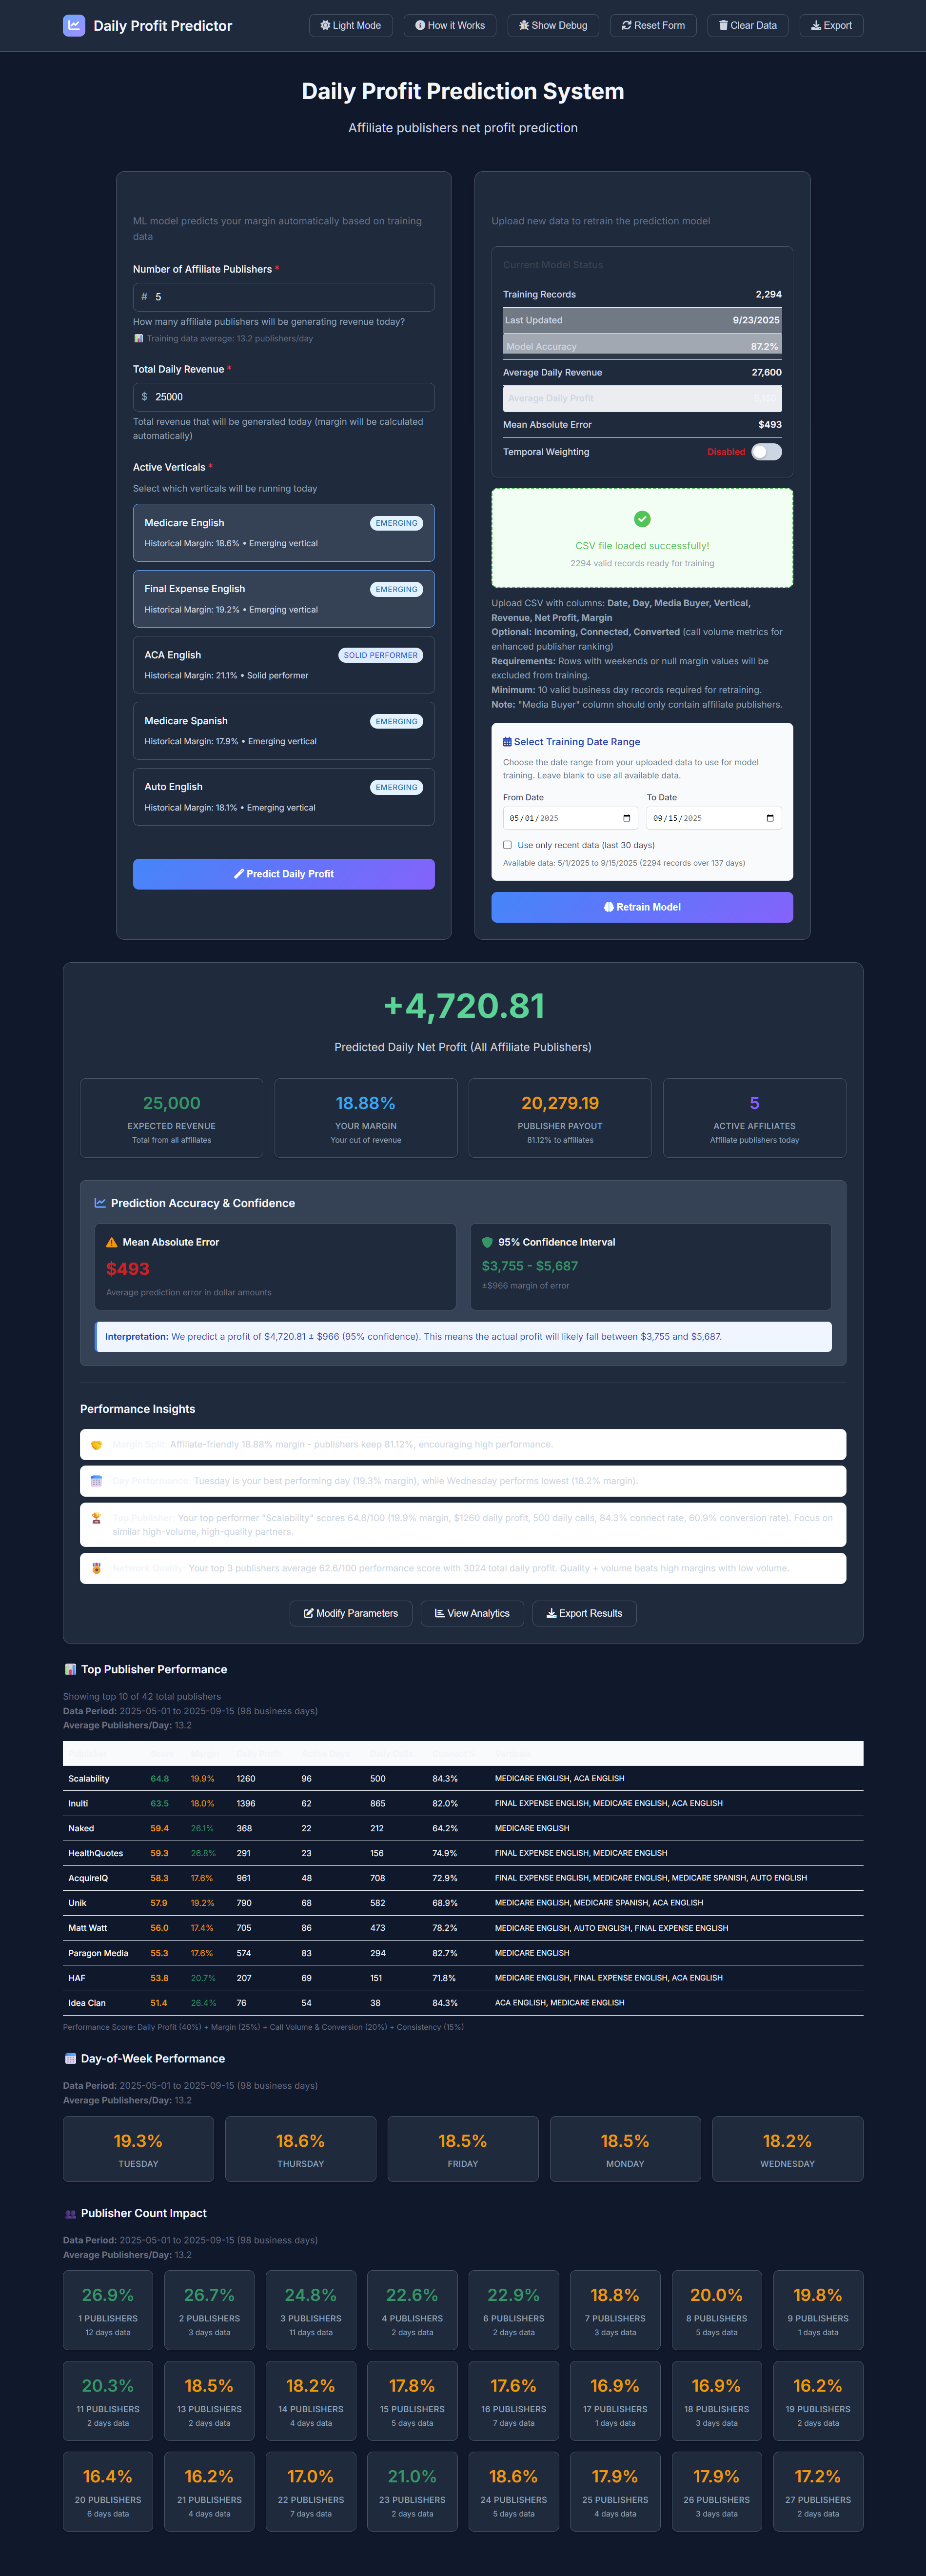 Daily Profit Predictor
Light Mode
How it Works
Show Debug
Reset Form
Clear Data
Export
Daily Profit Prediction System
Affiliate publishers net profit prediction
ML model predicts your margin automatically based on training
data
Number of Affiliate Publishers *
# 5
How many affiliate publishers will be generating revenue today?
Training data average: 13.2 publishers/day
Total Daily Revenue *
$ 25000
Total revenue that will be generated today (margin will be calculated
automatically)
Active Verticals *
Select which verticals will be running today
Medicare English EMERGING
Historical Margin: 18.6% • Emerging vertical
Final Expense English EMERGING
Historical Margin: 19.2% • Emerging vertical
ACA English SOLID PERFORMER
Historical Margin: 21.1% • Solid performer
Medicare Spanish EMERGING
Historical Margin: 17.9% • Emerging vertical
Auto English EMERGING
Historical Margin: 18.1% • Emerging vertical
Predict Daily Profit
Upload new data to retrain the prediction model
Current Model Status
Training Records 2,294
Last Updated 9/23/2025
Model Accuracy 87.2%
Average Daily Revenue 27,600
Average Daily Profit
Mean Absolute Error $493
Temporal Weighting Disabled
CSV file loaded successfully!
2294 valid records ready for training
Upload CSV with columns: Date, Day, Media Buyer, Vertical,
Revenue, Net Profit, Margin
Optional: Incoming, Connected, Converted (call volume metrics for
enhanced publisher ranking)
Requirements: Rows with weekends or null margin values will be
excluded from training.
Minimum: 10 valid business day records required for retraining.
Note: "Media Buyer" column should only contain affiliate publishers.
Select Training Date Range
Choose the date range from your uploaded data to use for model
training. Leave blank to use all available data.
From Date To Date
05/01/2025 09/15/2025
Use only recent data (last 30 days)
Available data: 5/1/2025 to 9/15/2025 (2294 records over 137 days)
Retrain Model
+4,720.81
Predicted Daily Net Profit (All Affiliate Publishers)
25,000
EXPECTED REVENUE
Total from all affiliates
18.88%
YOUR MARGIN
Your cut of revenue
20,279.19
PUBLISHER PAYOUT
81.12% to affiliates
5
ACTIVE AFFILIATES
Affiliate publishers today
Prediction Accuracy & Confidence
Mean Absolute Error
$493
Average prediction error in dollar amounts
95% Confidence Interval
$3,755 - $5,687
±$966 margin of error
Interpretation: We predict a profit of $4,720.81 ± $966 (95% confidence). This means the actual profit will likely fall between $3,755 and $5,687.
Performance Insights
Margin Split: Affiliate-friendly 18.88% margin - publishers keep 81.12%, encouraging high performance.
Day Performance: Tuesday is your best performing day (19.3% margin), while Wednesday performs lowest (18.2% margin).
Top Publisher: Your top performer "Scalability" scores 64.8/100 (19.9% margin, $1260 daily profit, 500 daily calls, 84.3% connect rate, 60.9% conversion rate). Focus on
similar high-volume, high-quality partners.
Network Quality: Your top 3 publishers average 62.6/100 performance score with 3024 total daily profit. Quality + volume beats high margins with low volume.
Modify Parameters
View Analytics
Export Results
Top Publisher Performance
Showing top 10 of 42 total publishers
Data Period: 2025-05-01 to 2025-09-15 (98 business days)
Average Publishers/Day: 13.2
Scalability 64.8 19.9% 1260 96 500 84.3% MEDICARE ENGLISH, ACA ENGLISH
Inulti 63.5 18.0% 1396 62 865 82.0% FINAL EXPENSE ENGLISH, MEDICARE ENGLISH, ACA ENGLISH
Naked 59.4 26.1% 368 22 212 64.2% MEDICARE ENGLISH
HealthQuotes 59.3 26.8% 291 23 156 74.9% FINAL EXPENSE ENGLISH, MEDICARE ENGLISH
AcquireIQ 58.3 17.6% 961 48 708 72.9% FINAL EXPENSE ENGLISH, MEDICARE ENGLISH, MEDICARE SPANISH, AUTO ENGLISH
Unik 57.9 19.2% 790 68 582 68.9% MEDICARE ENGLISH, MEDICARE SPANISH, ACA ENGLISH
Matt Watt 56.0 17.4% 705 86 473 78.2% MEDICARE ENGLISH, AUTO ENGLISH, FINAL EXPENSE ENGLISH
Paragon Media 55.3 17.6% 574 83 294 82.7% MEDICARE ENGLISH
HAF 53.8 20.7% 207 69 151 71.8% MEDICARE ENGLISH, FINAL EXPENSE ENGLISH, ACA ENGLISH
Idea Clan 51.4 26.4% 76 54 38 84.3% ACA ENGLISH, MEDICARE ENGLISH
Performance Score: Daily Profit (40%) + Margin (25%) + Call Volume & Conversion (20%) + Consistency (15%)
Day-of-Week Performance
Data Period: 2025-05-01 to 2025-09-15 (98 business days)
Average Publishers/Day: 13.2
19.3% 18.6% 18.5% 18.5% 18.2%
TUESDAY THURSDAY FRIDAY MONDAY WEDNESDAY
Publisher Count Impact
Data Period: 2025-05-01 to 2025-09-15 (98 business days)
Average Publishers/Day: 13.2
26.9% 26.7% 24.8% 22.6% 22.9% 18.8% 20.0% 19.8%
1 PUBLISHERS 2 PUBLISHERS 3 PUBLISHERS 4 PUBLISHERS 6 PUBLISHERS 7 PUBLISHERS 8 PUBLISHERS 9 PUBLISHERS
12 days data 3 days data 11 days data 2 days data 2 days data 3 days data 5 days data 1 days data
20.3% 18.5% 18.2% 17.8% 17.6% 16.9% 16.9% 16.2%
11 PUBLISHERS 13 PUBLISHERS 14 PUBLISHERS 15 PUBLISHERS 16 PUBLISHERS 17 PUBLISHERS 18 PUBLISHERS 19 PUBLISHERS
2 days data 2 days data 4 days data 5 days data 7 days data 1 days data 3 days data 2 days data
16.4% 16.2% 17.0% 21.0% 18.6% 17.9% 17.9% 17.2%
20 PUBLISHERS 21 PUBLISHERS 22 PUBLISHERS 23 PUBLISHERS 24 PUBLISHERS 25 PUBLISHERS 26 PUBLISHERS 27 PUBLISHERS
6 days data 4 days data 7 days data 2 days data 5 days data 4 days data 3 days data 2 days data